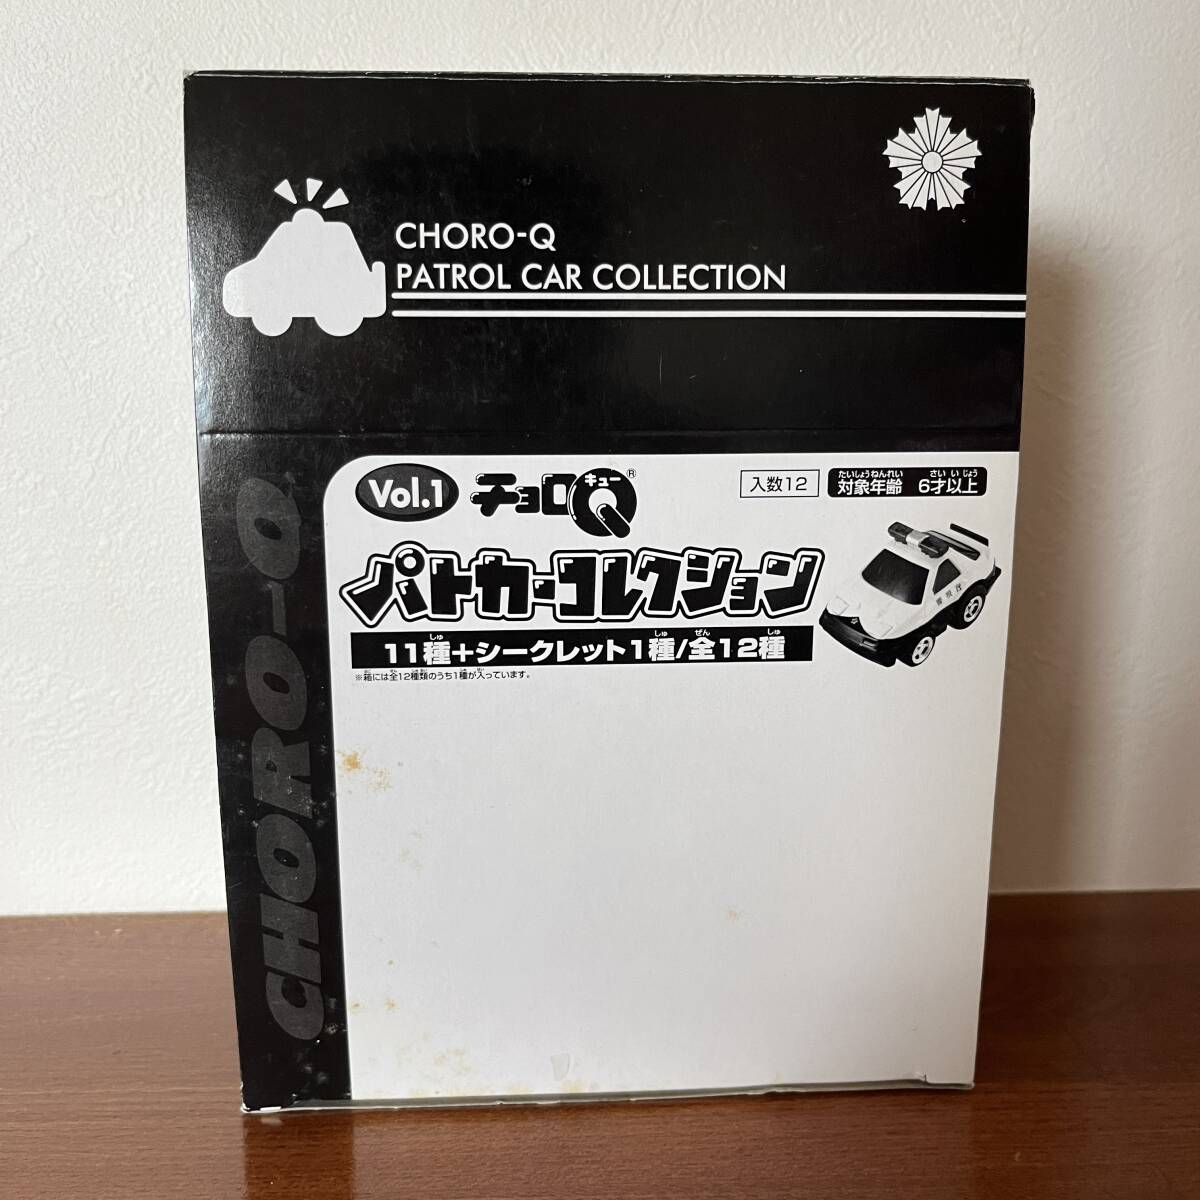 CHORO-Q
PATROL CAR COLLECTION
CHORO-Q
Vol.1 チョロQ キュー ®
入数12
たいしょうねんれい さい いじょう
対象年齢 6才以上
パトカーコレクション
警視庁
しゅ しゅ ぜん しゅ
11種+シークレット1種/全12種
※箱には全12種類のうち1種が入っています。